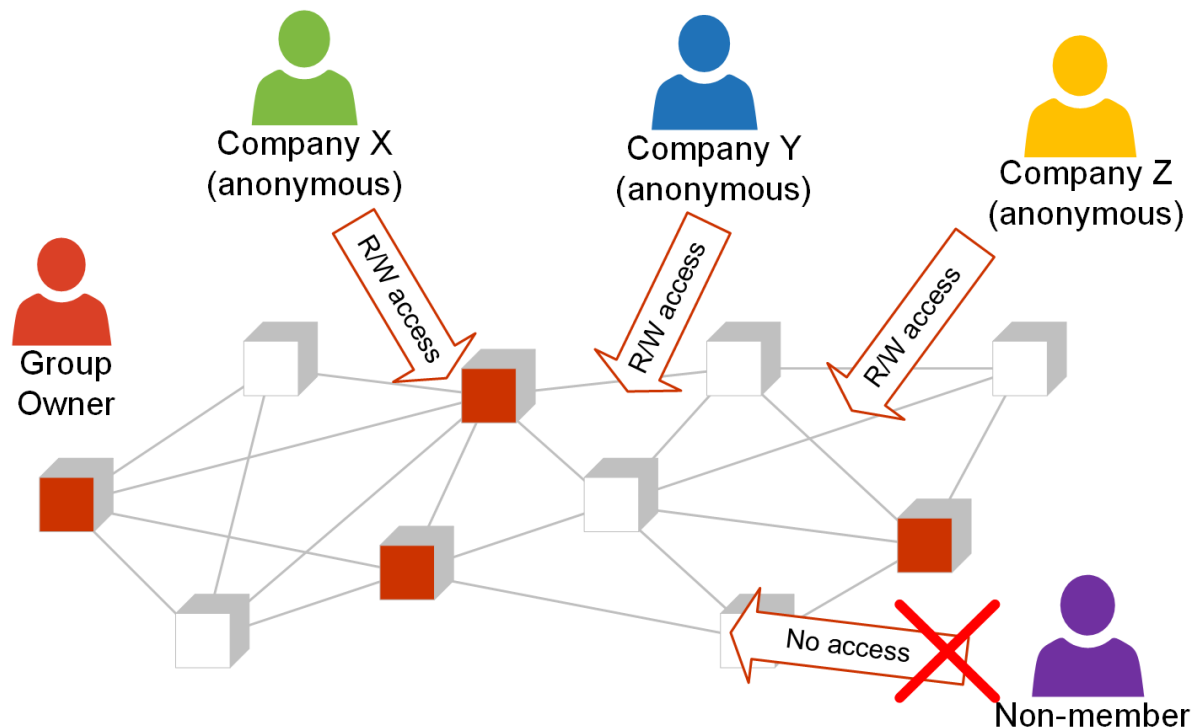 Company X
(anonymous)
Company Y
(anonymous)
Company Z
(anonymous)
R/W access
R/W access
R/W access
Group
Owner
No access
Non-member